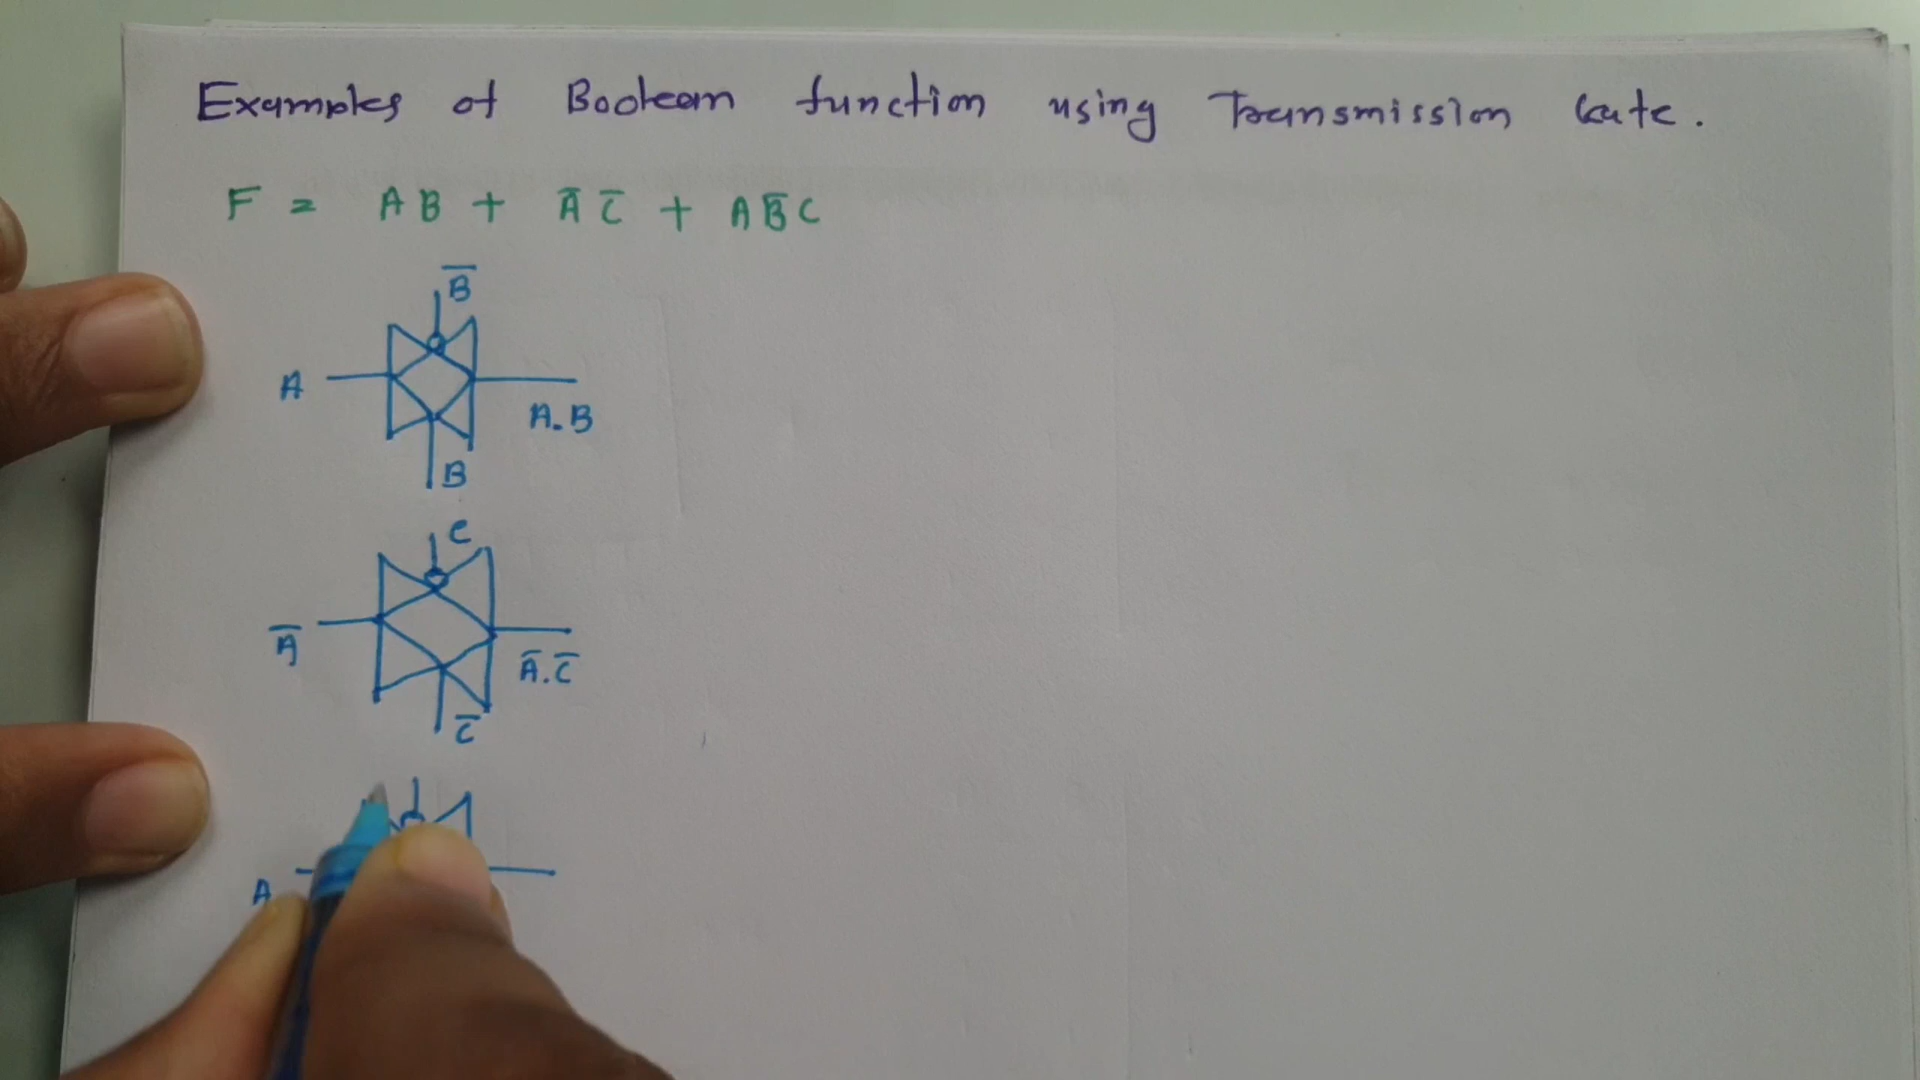 Examples of Boolean function using Transmission Gate.
F = AB + A̅ C̅ + AB̅C
B̅
A
A.B
B
C
A̅
A̅.C̅
C̅
A